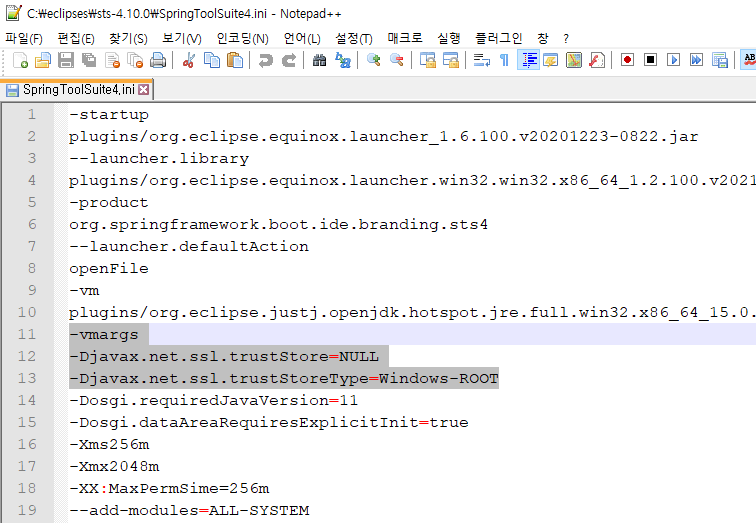 C:₩eclipses₩sts-4.10.0₩SpringToolSuite4.ini - Notepad++
파일(F) 편집(E) 찾기(S) 보기(V) 인코딩(N) 언어(L) 설정(T) 매크로 실행 플러그인 창 ?
AB
SpringToolSuite4.ini
1 -startup
2 plugins/org.eclipse.equinox.launcher_1.6.100.v20201223-0822.jar
3 --launcher.library
4 plugins/org.eclipse.equinox.launcher.win32.win32.x86_64_1.2.100.v2021
5 -product
6 org.springframework.boot.ide.branding.sts4
7 --launcher.defaultAction
8 openFile
9 -vm
10 plugins/org.eclipse.justj.openjdk.hotspot.jre.full.win32.x86_64_15.0.
11 -vmargs
12 -Djavax.net.ssl.trustStore=NULL
13 -Djavax.net.ssl.trustStoreType=Windows-ROOT
14 -Dosgi.requiredJavaVersion=11
15 -Dosgi.dataAreaRequiresExplicitInit=true
16 -Xms256m
17 -Xmx2048m
18 -XX:MaxPermSime=256m
19 --add-modules=ALL-SYSTEM